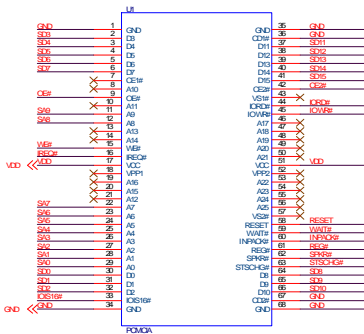 U1
GND 1 GND GND 35 GND
SD3 2 D3 CD1# 36 GND
SD4 3 D4 D11 37 SD11
SD5 4 D5 D12 38 SD12
SD6 5 D6 D13 39 SD13
SD7 6 D7 D14 40 SD14
7 CE1# D15 41 SD15
8 A10 CE2# 42 CE2#
OE# 9 OE# VS1# 43
10 A11 IORD# 44 IORD#
SA9 11 A9 IOWR# 45 IOWR#
SA8 12 A8 A17 46
13 A13 A18 47
14 A14 A19 48
WE# 15 WE# A20 49
IREQ# 16 IREQ# A21 50
VDD VDD 17 VCC VCC 51 VDD
18 VPP1 VPP2 52
19 A16 A22 53
20 A15 A23 54
21 A12 A24 55
SA7 22 A7 A25 56
SA6 23 A6 VS2# 57
SA5 24 A5 RESET 58 RESET
SA4 25 A4 WAIT# 59 WAIT#
SA3 26 A3 INPACK# 60 INPACK#
SA2 27 A2 REG# 61 REG#
SA1 28 A1 SPKR# 62 SPKR#
SA0 29 A0 STSCHG# 63 STSCHG#
SD0 30 D0 D8 64 SD8
SD1 31 D1 D9 65 SD9
SD2 32 D2 D10 66 SD10
IOIS16# 33 IOIS16# CD2# 67 GND
GND GND 34 GND GND 68 GND
PCMCIA